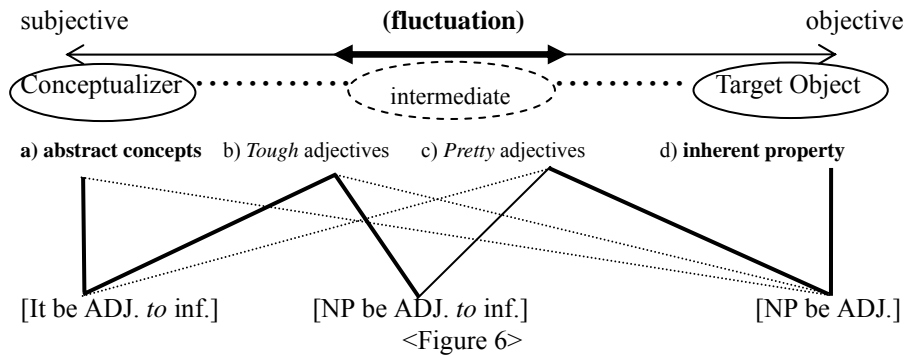 subjective (fluctuation) objective
Conceptualizer intermediate Target Object
a) abstract concepts b) Tough adjectives c) Pretty adjectives d) inherent property
[It be ADJ. to inf.] [NP be ADJ. to inf.] [NP be ADJ.]
<Figure 6>